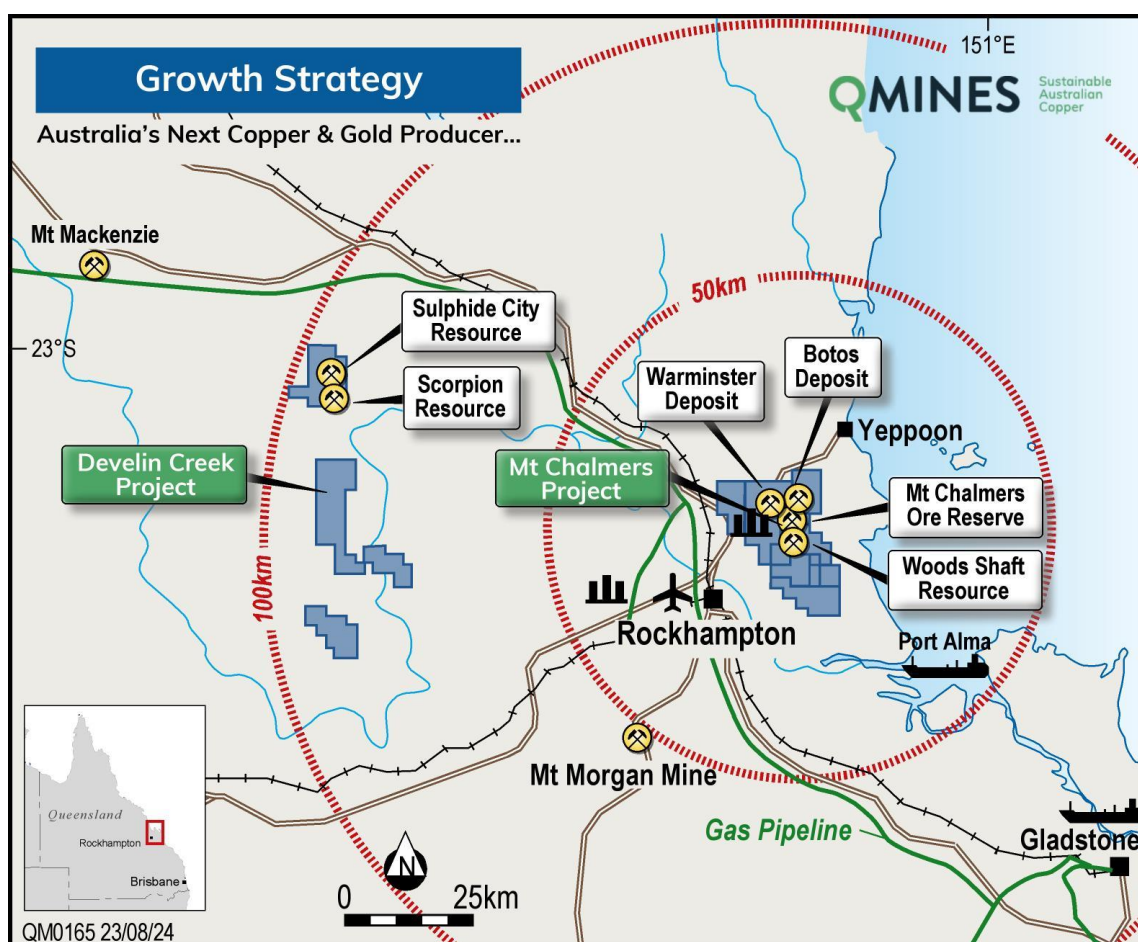 Growth Strategy
Australia's Next Copper & Gold Producer...
151°E
QMINES
Sustainable
Australian
Copper
Mt Mackenzie
50km
Sulphide City
Resource
23°S
Botos
Deposit
Warminster
Deposit
Scorpion
Resource
Yeppoon
Develin Creek
Project
Mt Chalmers
Project
Mt Chalmers
Ore Reserve
Woods Shaft
Resource
100km
Rockhampton
Port Alma
Mt Morgan Mine
Gas Pipeline
Gladstone
Queensland
Rockhampton
Brisbane
N
0 25km
QM0165 23/08/24